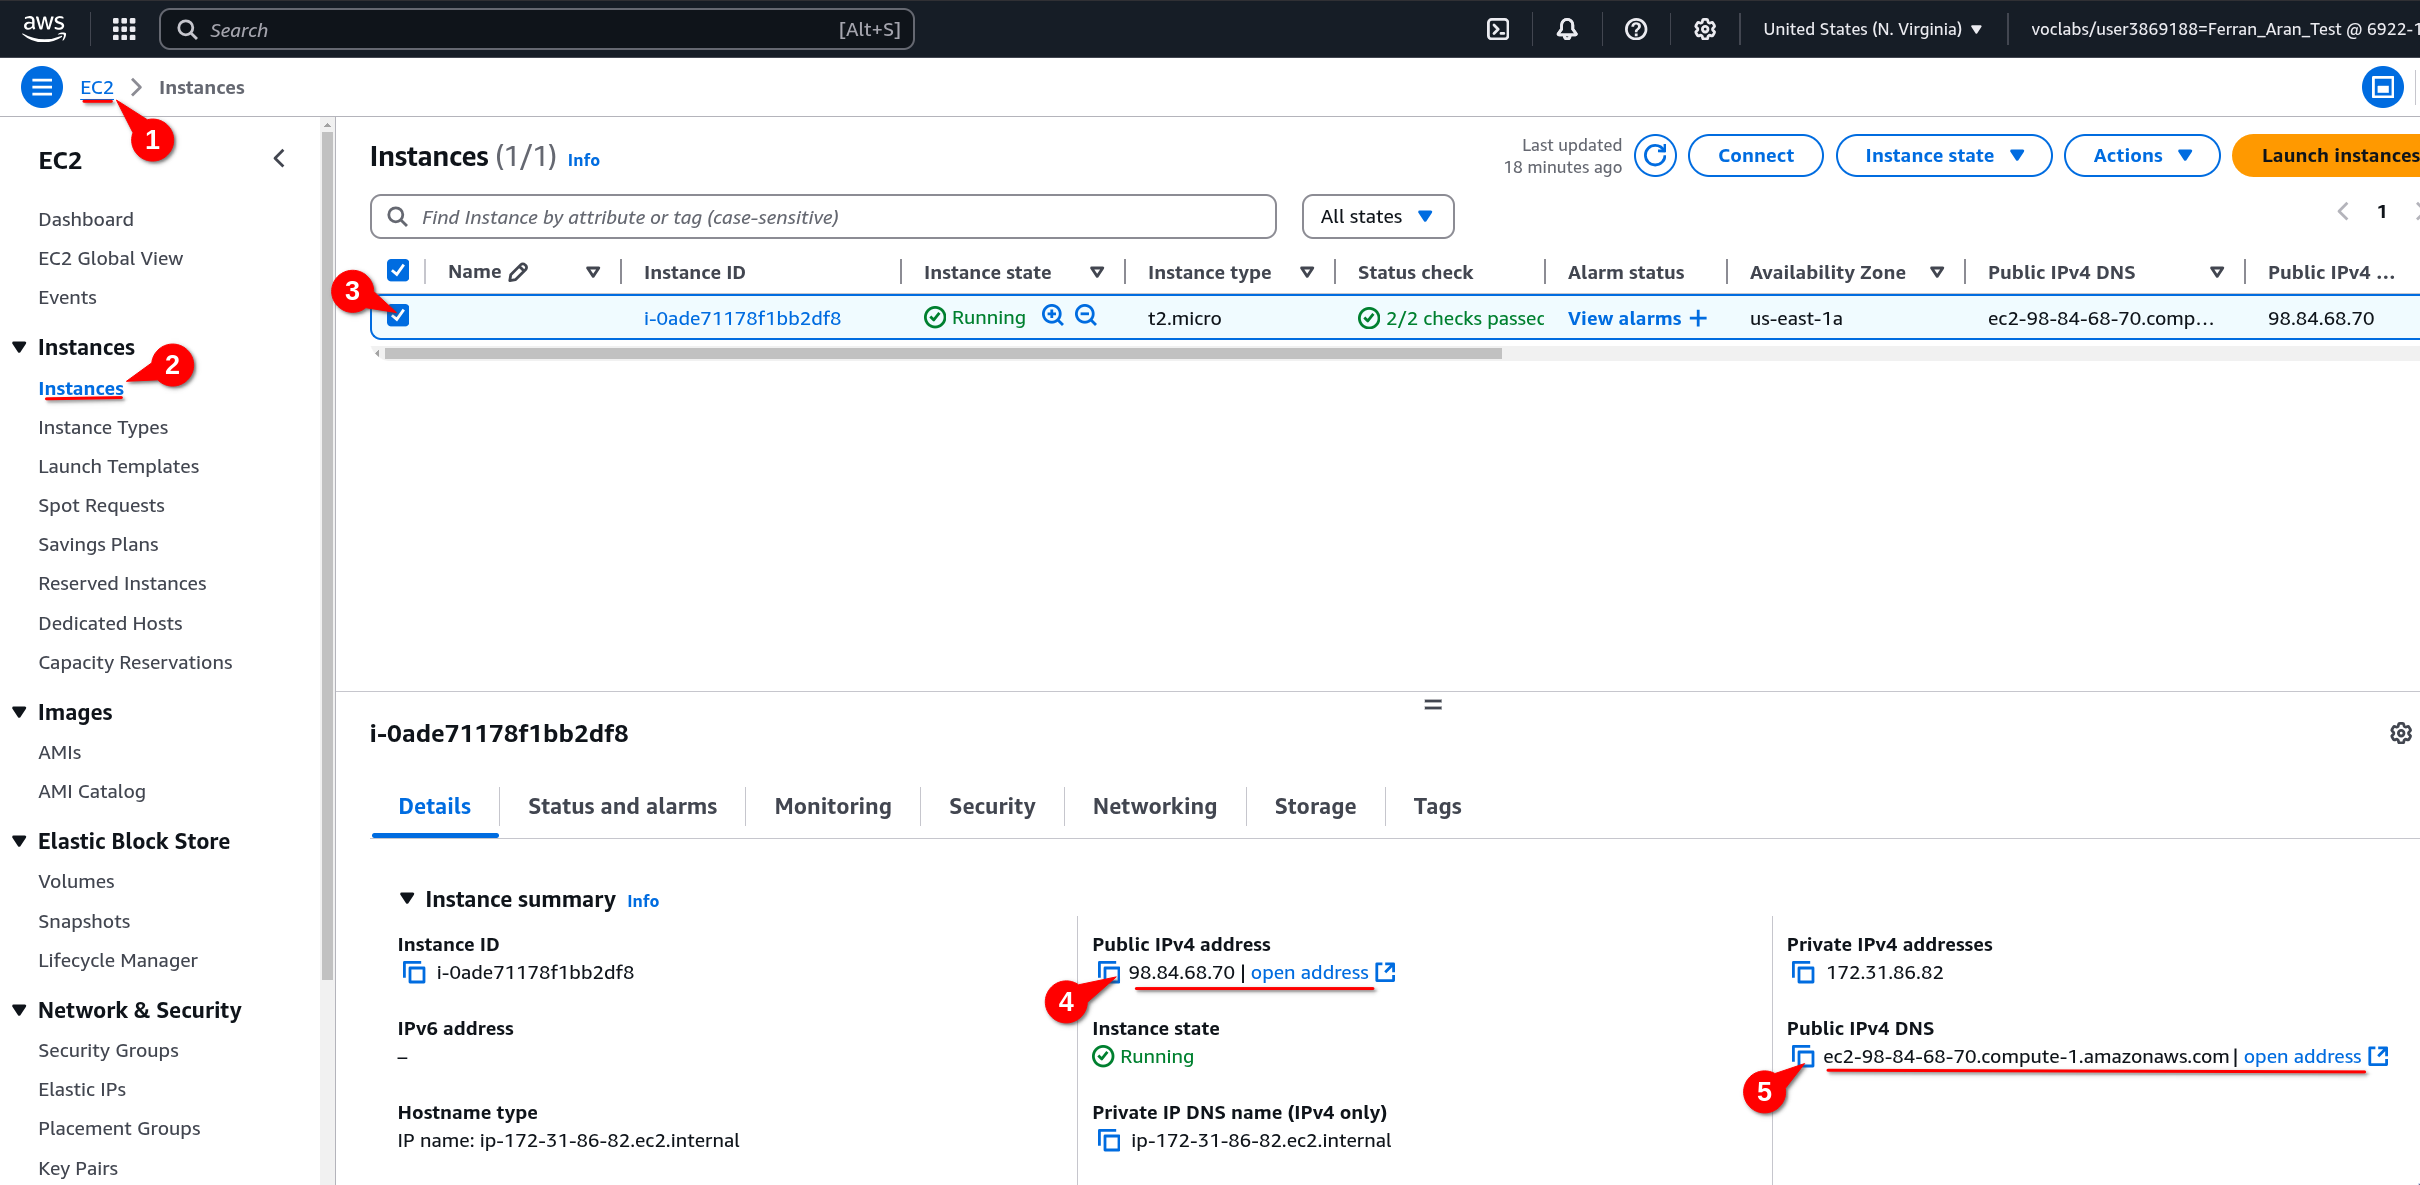 aws
Search [Alt+S]
United States (N. Virginia)
voclabs/user3869188=Ferran_Aran_Test @ 6922-1
EC2 Instances
1
EC2
Dashboard
EC2 Global View
Events
Instances
2
Instances
Instance Types
Launch Templates
Spot Requests
Savings Plans
Reserved Instances
Dedicated Hosts
Capacity Reservations
Images
AMIs
AMI Catalog
Elastic Block Store
Volumes
Snapshots
Lifecycle Manager
Network & Security
Security Groups
Elastic IPs
Placement Groups
Key Pairs
Instances (1/1) Info
Last updated
18 minutes ago
Connect
Instance state
Actions
Launch instances
Find Instance by attribute or tag (case-sensitive)
All states
1
Name Instance ID Instance state Instance type Status check Alarm status Availability Zone Public IPv4 DNS Public IPv4 ...
3
i-0ade71178f1bb2df8 Running t2.micro 2/2 checks passed View alarms + us-east-1a ec2-98-84-68-70.comp... 98.84.68.70
i-0ade71178f1bb2df8
Details Status and alarms Monitoring Security Networking Storage Tags
Instance summary Info
Instance ID
i-0ade71178f1bb2df8
Public IPv4 address
98.84.68.70 | open address
4
Private IPv4 addresses
172.31.86.82
IPv6 address
–
Instance state
Running
Public IPv4 DNS
ec2-98-84-68-70.compute-1.amazonaws.com | open address
5
Hostname type
IP name: ip-172-31-86-82.ec2.internal
Private IP DNS name (IPv4 only)
ip-172-31-86-82.ec2.internal